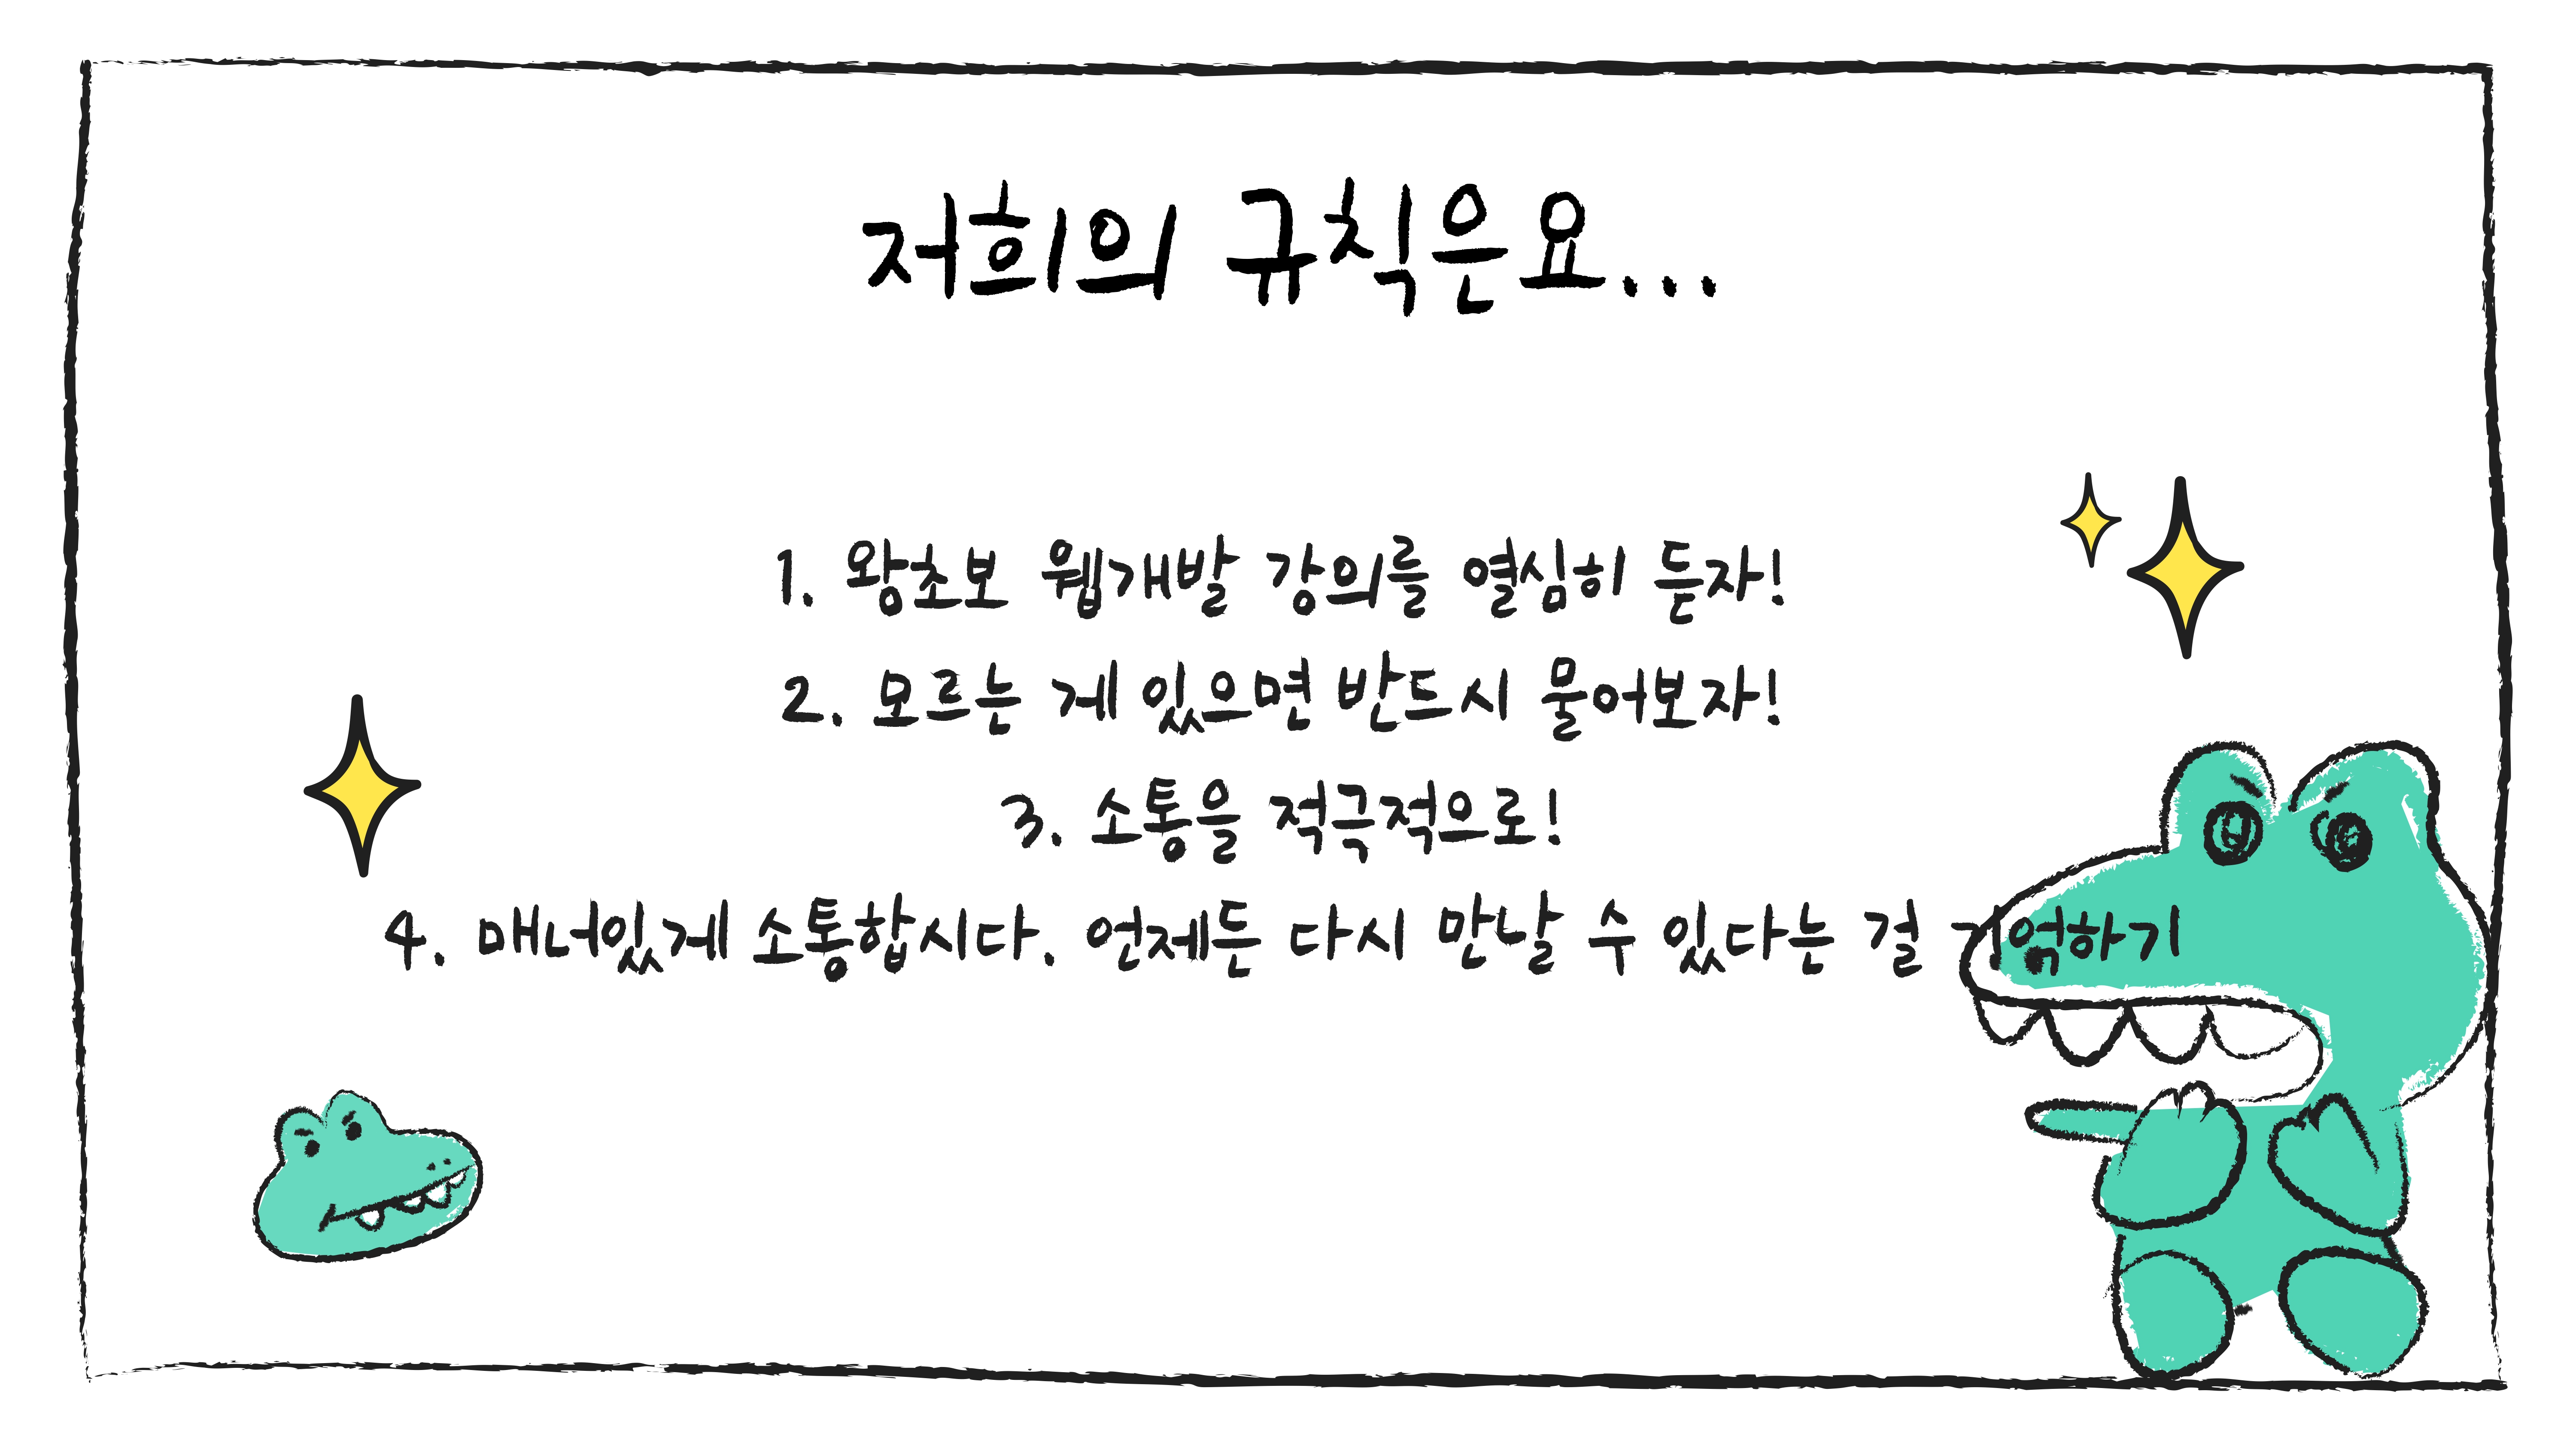 저희의 규칙은요...
1. 왕초보 웹개발 강의를 열심히 듣자!
2. 모르는 게 있으면 반드시 물어보자!
3. 소통을 적극적으로!
4. 매너있게 소통합시다. 언제든 다시 만날 수 있다는 걸 기억하기